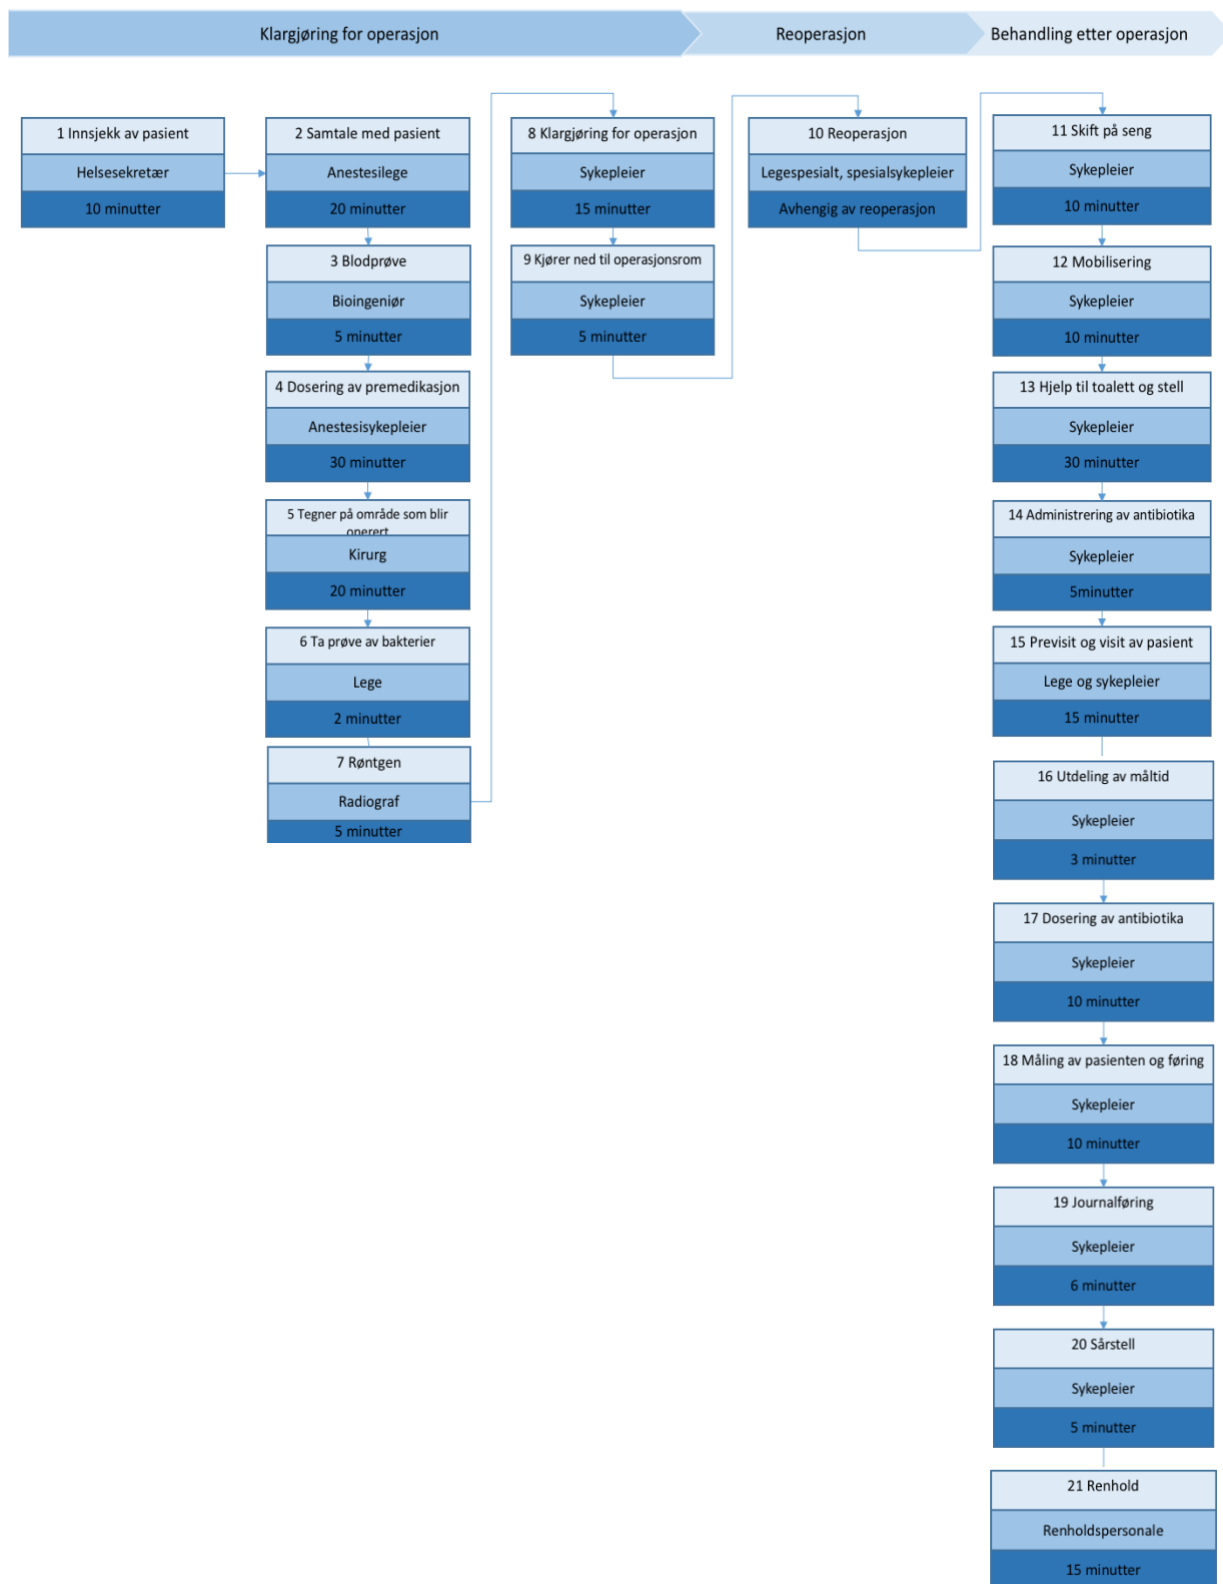 Klargjøring for operasjon
Reoperasjon
Behandling etter operasjon
1 Innsjekk av pasient
Helsesekretær
10 minutter
2 Samtale med pasient
Anestesilege
20 minutter
3 Blodprøve
Bioingeniør
5 minutter
4 Dosering av premedikasjon
Anestesisykepleier
30 minutter
5 Tegner på område som blir
operert
Kirurg
20 minutter
6 Ta prøve av bakterier
Lege
2 minutter
7 Røntgen
Radiograf
5 minutter
8 Klargjøring for operasjon
Sykepleier
15 minutter
9 Kjører ned til operasjonsrom
Sykepleier
5 minutter
10 Reoperasjon
Legespesialt, spesialsykepleier
Avhengig av reoperasjon
11 Skift på seng
Sykepleier
10 minutter
12 Mobilisering
Sykepleier
10 minutter
13 Hjelp til toalett og stell
Sykepleier
30 minutter
14 Administrering av antibiotika
Sykepleier
5minutter
15 Previsit og visit av pasient
Lege og sykepleier
15 minutter
16 Utdeling av måltid
Sykepleier
3 minutter
17 Dosering av antibiotika
Sykepleier
10 minutter
18 Måling av pasienten og føring
Sykepleier
10 minutter
19 Journalføring
Sykepleier
6 minutter
20 Sårstell
Sykepleier
5 minutter
21 Renhold
Renholdspersonale
15 minutter